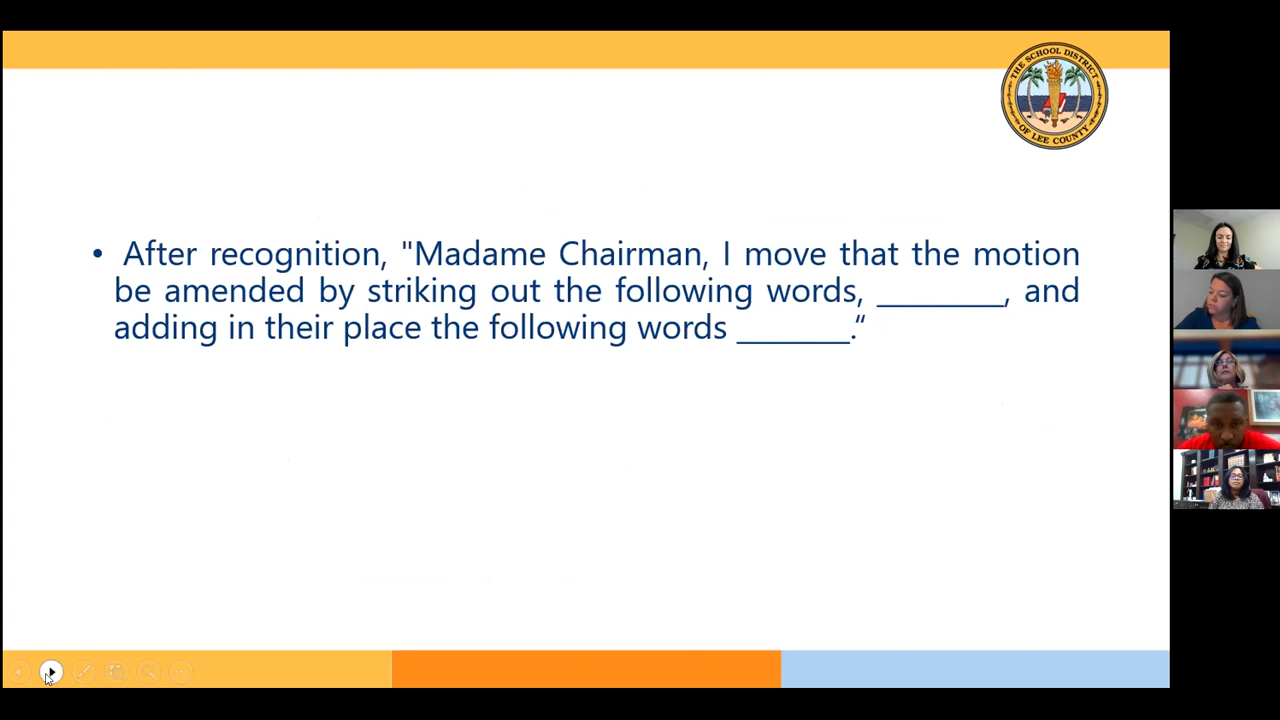 THE SCHOOL DISTRICT
OF LEE COUNTY
• After recognition, "Madame Chairman, I move that the motion
be amended by striking out the following words, _________, and
adding in their place the following words ________.“